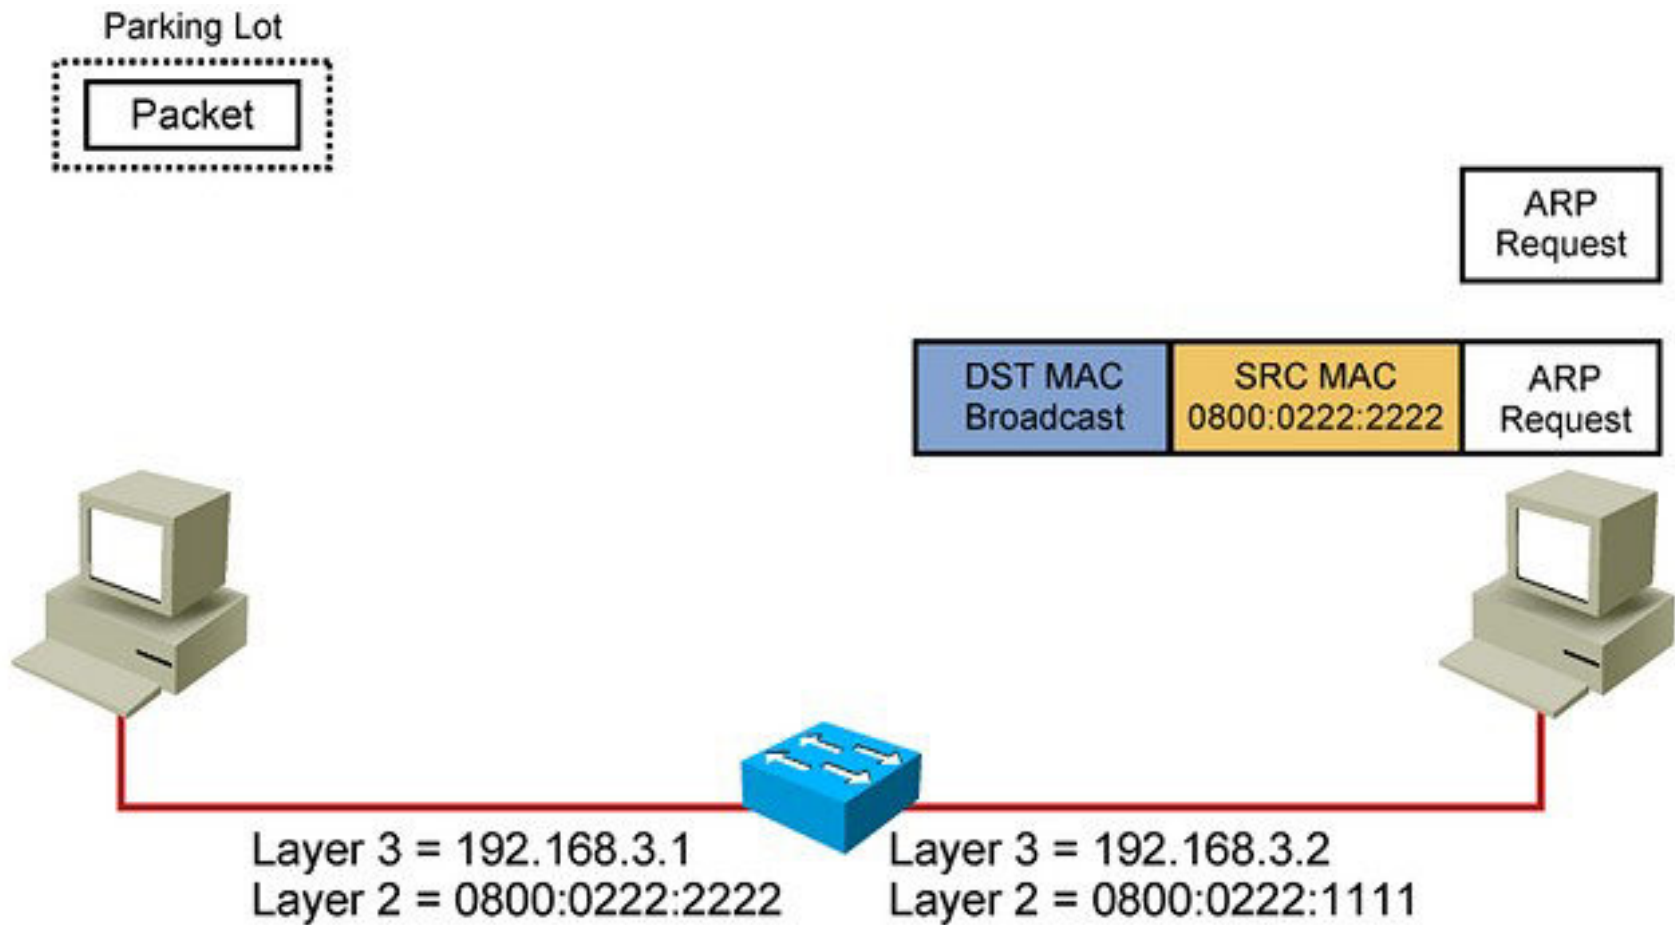 Parking Lot
Packet
ARP
Request
DST MAC
Broadcast
SRC MAC
0800:0222:2222
ARP
Request
Layer 3 = 192.168.3.1
Layer 2 = 0800:0222:2222
Layer 3 = 192.168.3.2
Layer 2 = 0800:0222:1111